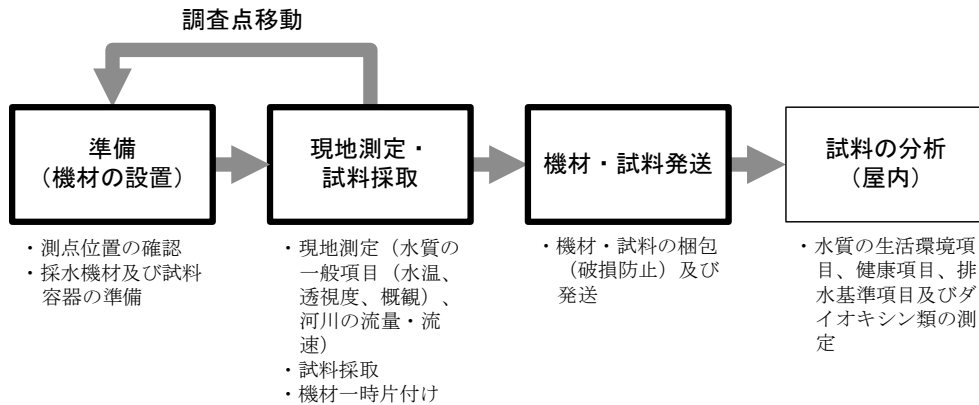 調査点移動
準備
（機材の設置）
現地測定・
試料採取
機材・試料発送
試料の分析
（屋内）
・測点位置の確認
・採水機材及び試料
容器の準備
・現地測定（水質の
一般項目（水温、
透視度、概観）、
河川の流量・流
速）
・試料採取
・機材一時片付け
・機材・試料の梱包
（破損防止）及び
発送
・水質の生活環境項
目、健康項目、排
水基準項目及びダ
イオキシン類の測
定